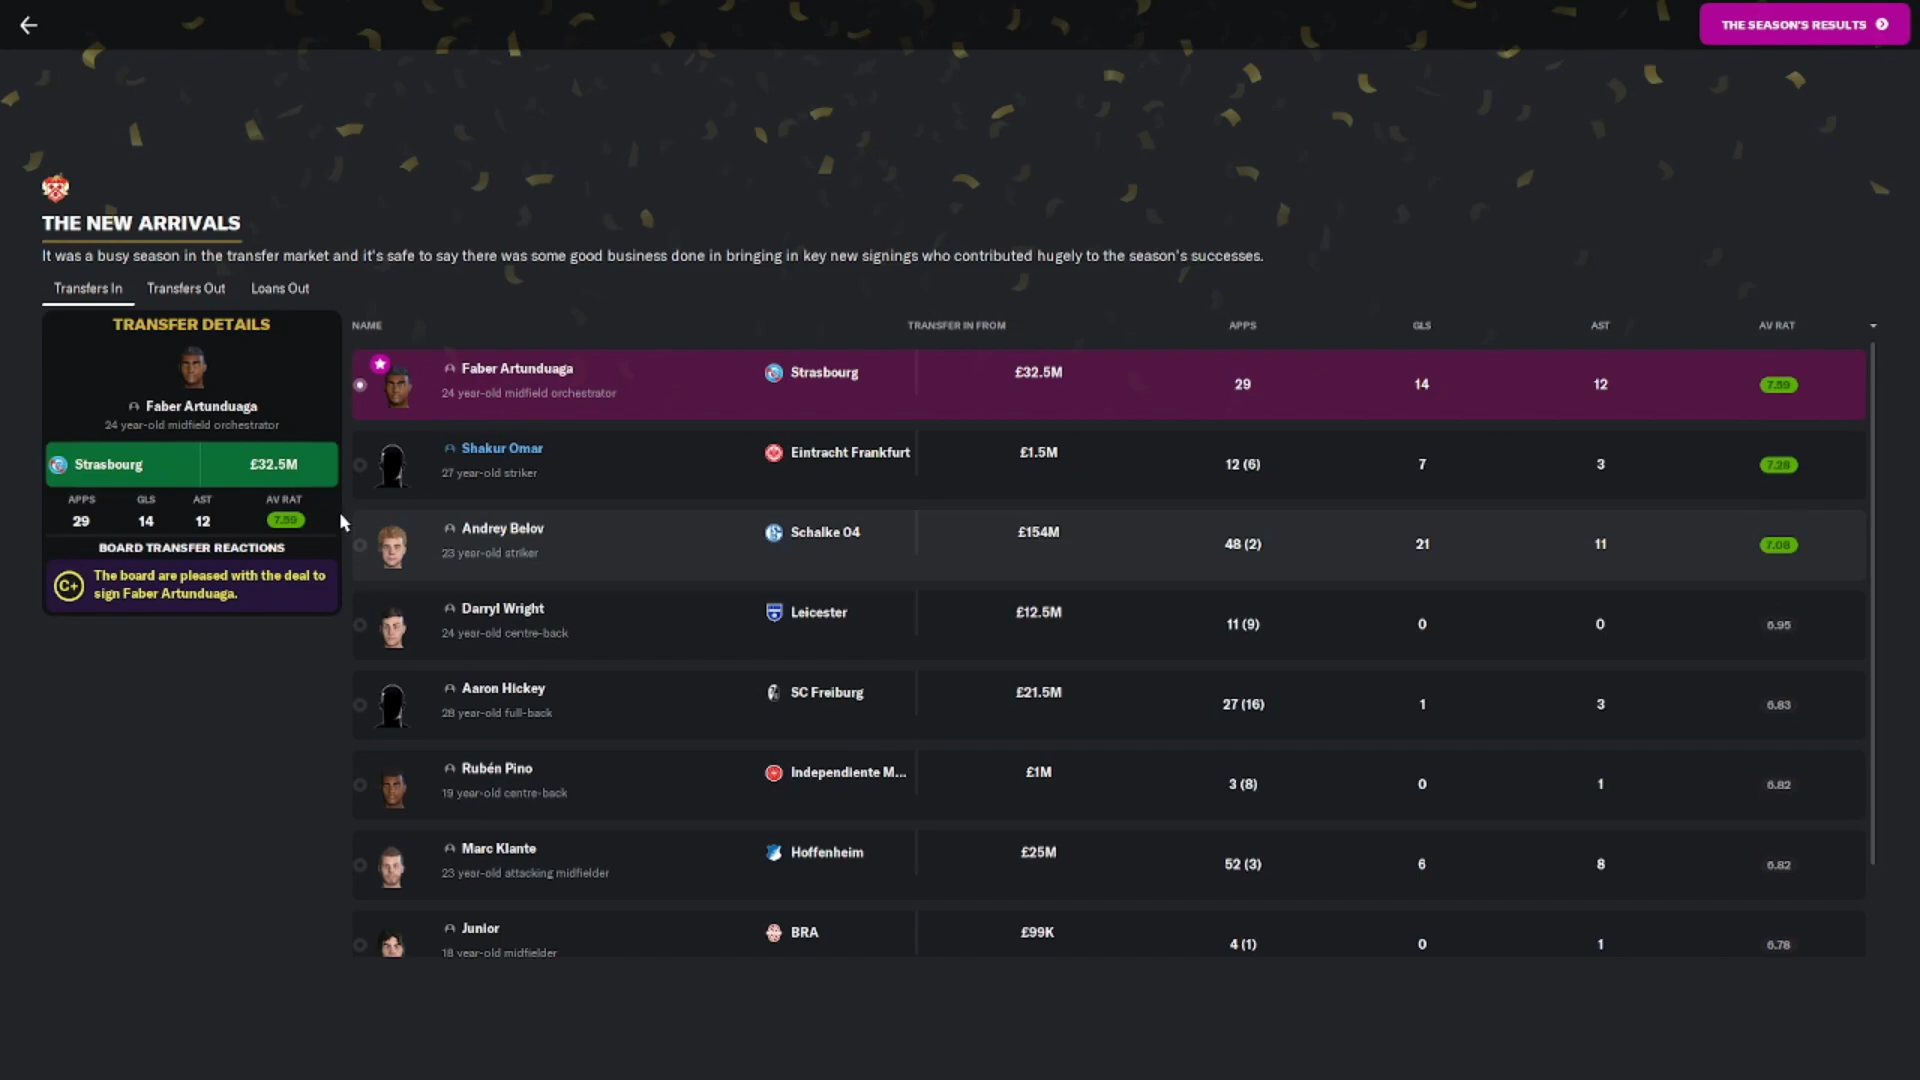 THE SEASON'S RESULTS
THE NEW ARRIVALS
It was a busy season in the transfer market and it's safe to say there was some good business done in bringing in key new signings who contributed hugely to the season's successes.
Transfers In Transfers Out Loans Out
TRANSFER DETAILS
Faber Artunduaga
24 year-old midfield orchestrator
Strasbourg £32.5M
APPS GLS AST AV RAT
29 14 12 7.59
BOARD TRANSFER REACTIONS
C+ The board are pleased with the deal to
sign Faber Artunduaga.
NAME TRANSFER IN FROM APPS GLS AST AV RAT
Faber Artunduaga Strasbourg £32.5M 29 14 12 7.59
24 year-old midfield orchestrator
Shakur Omar Eintracht Frankfurt £1.5M 12 (6) 7 3 7.28
27 year-old striker
Andrey Belov Schalke 04 £154M 48 (2) 21 11 7.08
23 year-old striker
Darryl Wright Leicester £12.5M 11 (9) 0 0 6.95
24 year-old centre-back
Aaron Hickey SC Freiburg £21.5M 27 (16) 1 3 6.83
28 year-old full-back
Rubén Pino Independiente M... £1M 3 (8) 0 1 6.82
19 year-old centre-back
Marc Klante Hoffenheim £25M 52 (3) 6 8 6.82
23 year-old attacking midfielder
Junior BRA £99K 4 (1) 0 1 6.78
18 year-old midfielder